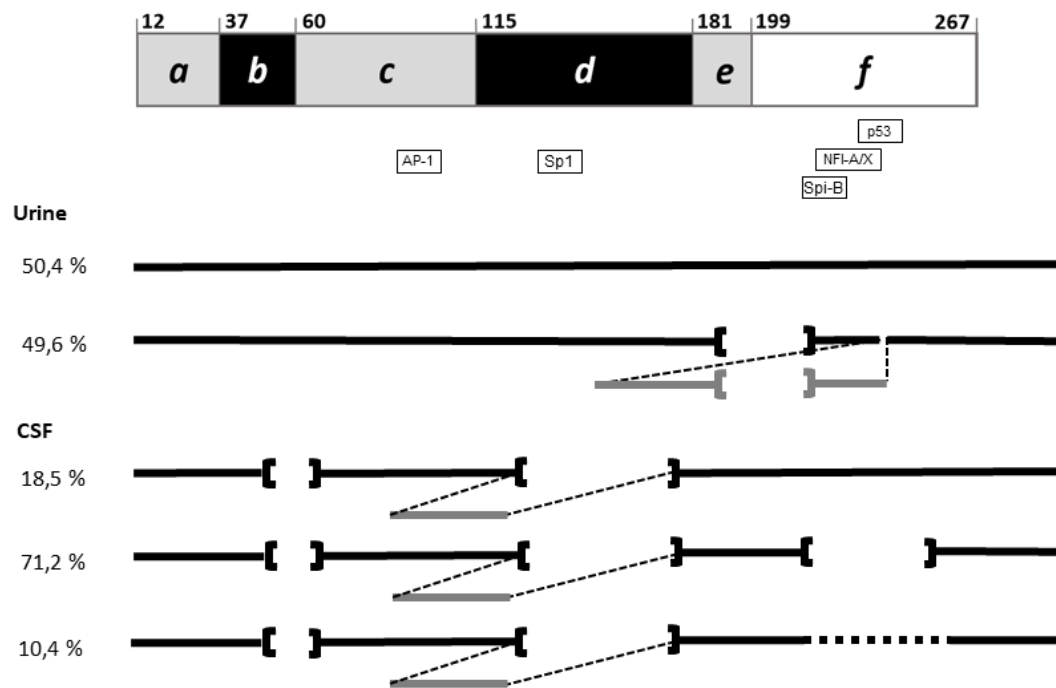 12 37 60 115 181 199 267
a b c d e f
p53
AP-1 Sp1 NFI-A/X
Spi-B
Urine
50,4 %
49,6 %
CSF
18,5 %
71,2 %
10,4 %